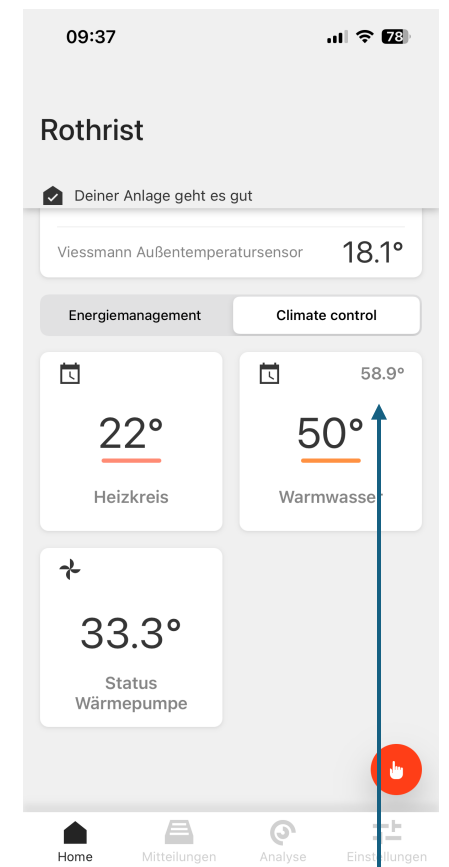 09:37
78
Rothrist
Deiner Anlage geht es gut
Viessmann Außentemperatursensor 18.1°
Energiemanagement Climate control
58.9°
22° 50°
Heizkreis Warmwasser
33.3°
Status
Wärmepumpe
Home Mitteilungen Analyse Einstellungen